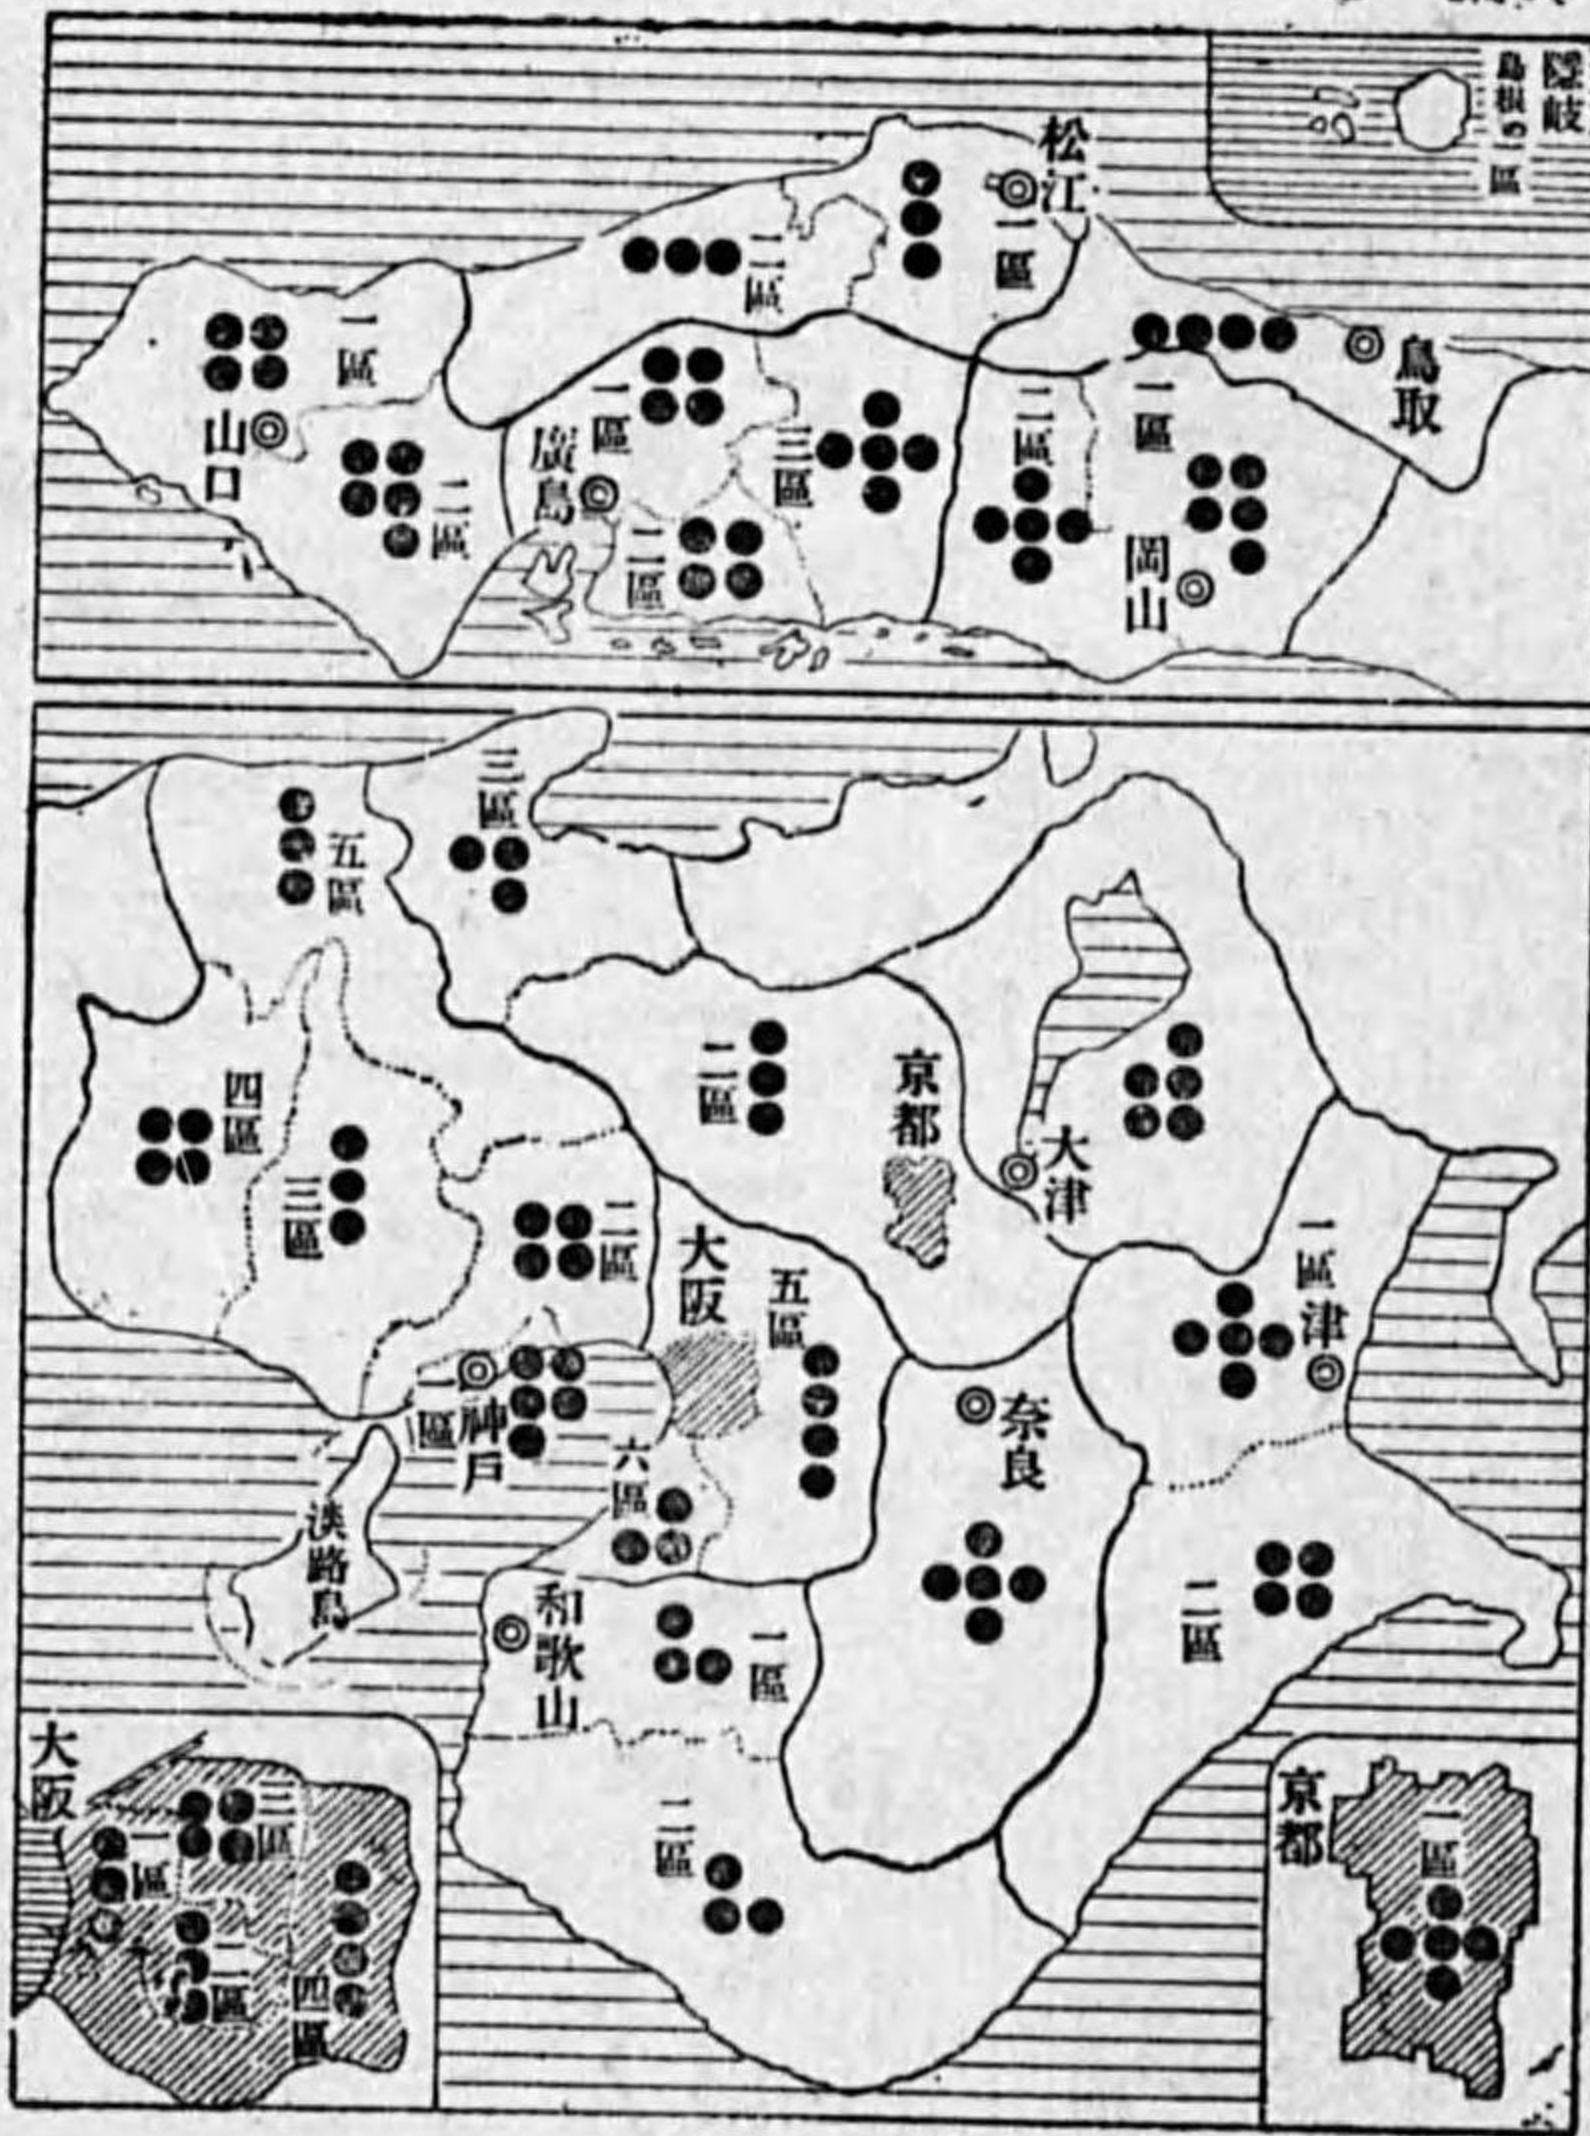 隱岐
島根の一區
松江
一區
二區
鳥取
一區
二區
岡山
一區
二區
三區
廣島
一區
二區
山口
三區
五區
二區
京都
大津
四區
三區
二區
大阪
五區
一區
津
一區
神戶
奈良
六區
淡路島
和歌山
一區
二區
二區
大阪
三區
一區
二區
四區
京都
一區